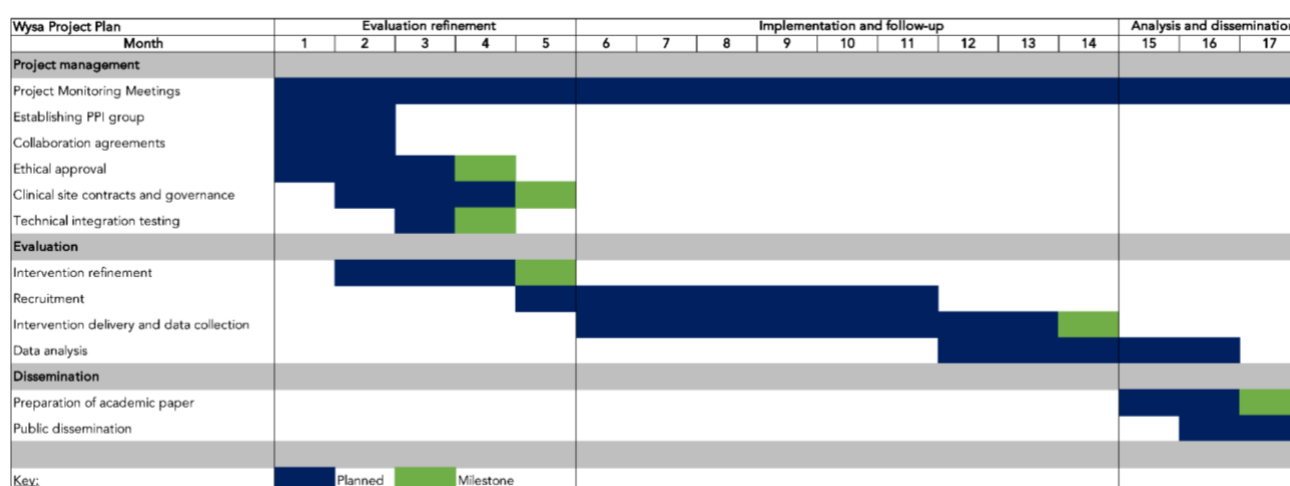 Wysa Project Plan Evaluation refinement Implementation and follow-up Analysis and dissemination
Month 1 2 3 4 5 6 7 8 9 10 11 12 13 14 15 16 17
Project management
Project Monitoring Meetings
Establishing PPI group
Collaboration agreements
Ethical approval
Clinical site contracts and governance
Technical integration testing
Evaluation
Intervention refinement
Recruitment
Intervention delivery and data collection
Data analysis
Dissemination
Preparation of academic paper
Public dissemination
Key: Planned Milestone